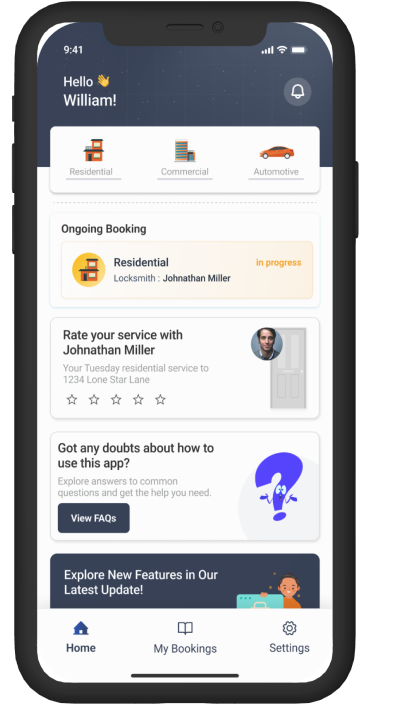 9:41
Hello 👋
William!
Residential
Commercial
Automotive
Ongoing Booking
Residential
in progress
Locksmith : Johnathan Miller
Rate your service with
Johnathan Miller
Your Tuesday residential service to
1234 Lone Star Lane
Got any doubts about how to
use this app?
Explore answers to common
questions and get the help you need.
View FAQs
Explore New Features in Our
Latest Update!
Home
My Bookings
Settings